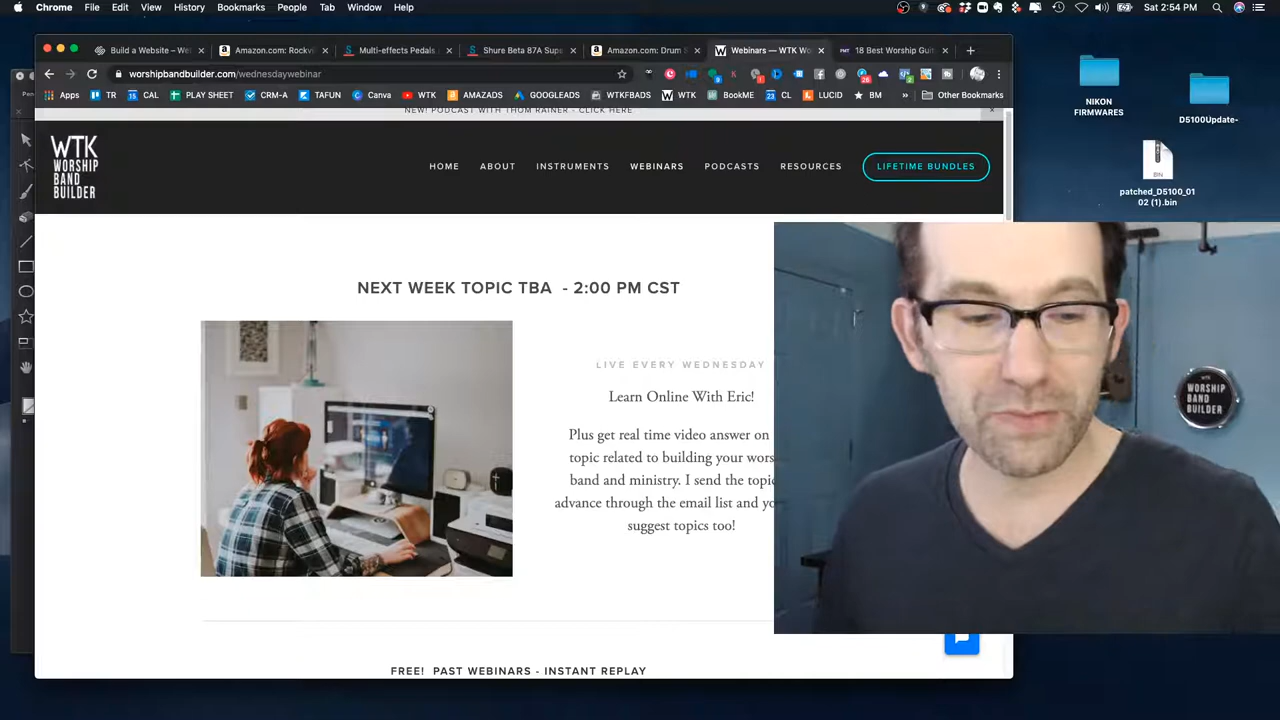 Chrome File Edit View History Bookmarks People Tab Window Help Sat 2:54 PM
Build a Website – We Amazon.com: Rockvi Multi-effects Pedals Shure Beta 87A Sup Amazon.com: Drum S Webinars — WTK Wo 18 Best Worship Guit
worshipbandbuilder.com/wednesdaywebinar
Apps TR CAL PLAY SHEET CRM-A TAFUN Canva WTK AMAZADS GOOGLEADS WTKFBADS WTK BookME CL LUCID BM Other Bookmarks
NEW! PODCAST WITH THOM RAINER - CLICK HERE
WTK
WORSHIP
BAND
BUILDER
HOME ABOUT INSTRUMENTS WEBINARS PODCASTS RESOURCES LIFETIME BUNDLES
NEXT WEEK TOPIC TBA - 2:00 PM CST
LIVE EVERY WEDNESDAY
Learn Online With Eric!
Plus get real time video answer on
topic related to building your wors
band and ministry. I send the topi
advance through the email list and yo
suggest topics too!
FREE! PAST WEBINARS - INSTANT REPLAY
NIKON
FIRMWARES
D5100Update-
BIN
patched_D5100_01
02 (1).bin
WTK
WORSHIP
BAND
BUILDER